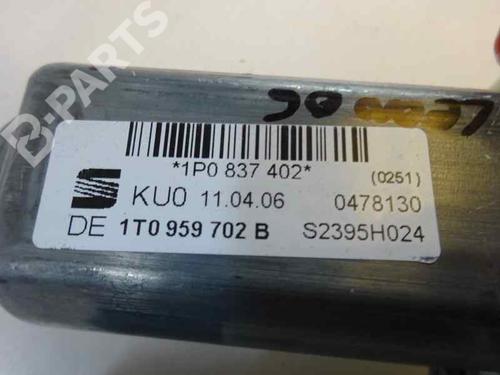 B-PARTS
*1P0 837 402*
(0251)
KU0 11.04.06 0478130
DE 1T0 959 702 B S2395H024